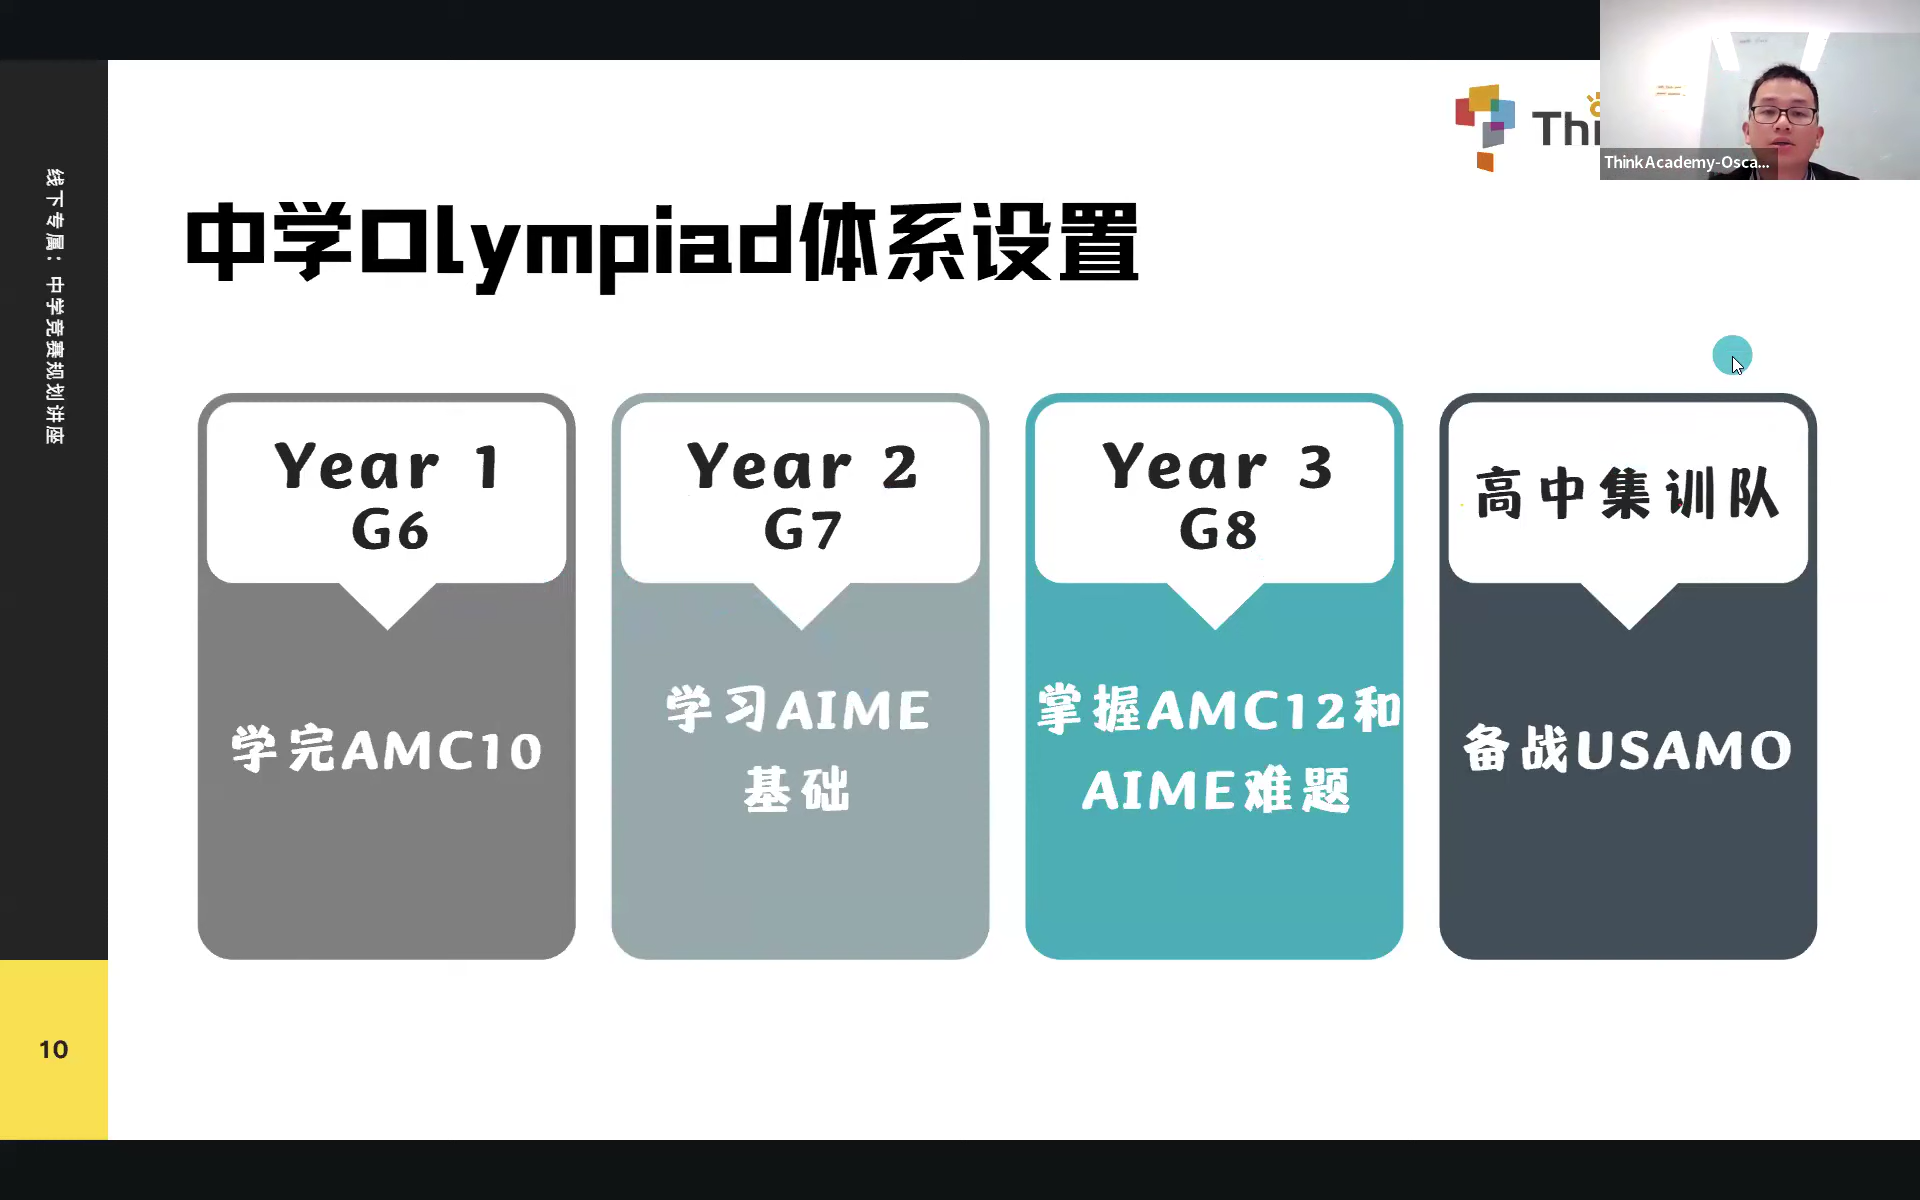 Thi
ThinkAcademy-Osca...
线下专属：中学竞赛规划讲座
中学Olympiad体系设置
Year 1
G6
学完AMC10
Year 2
G7
学习AIME
基础
Year 3
G8
掌握AMC12和
AIME难题
高中集训队
备战USAMO
10